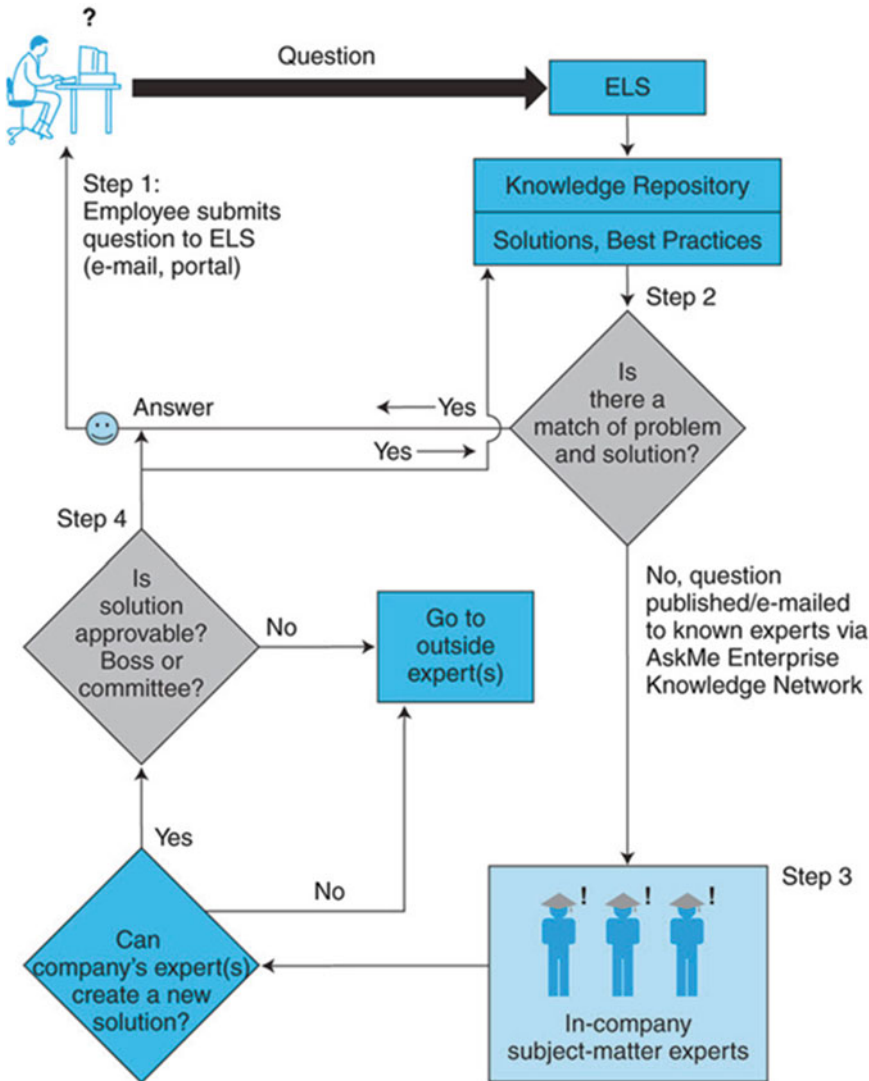 ?
Question
ELS
Step 1:
Employee submits
question to ELS
(e-mail, portal)
Knowledge Repository
Solutions, Best Practices
Step 2
Is
there a
match of problem
and solution?
Answer
Yes
Yes
Step 4
Is
solution
approvable?
Boss or
committee?
No
Go to
outside
expert(s)
No, question
published/e-mailed
to known experts via
AskMe Enterprise
Knowledge Network
Yes
No
Can
company's expert(s)
create a new
solution?
Step 3
! ! !
In-company
subject-matter experts